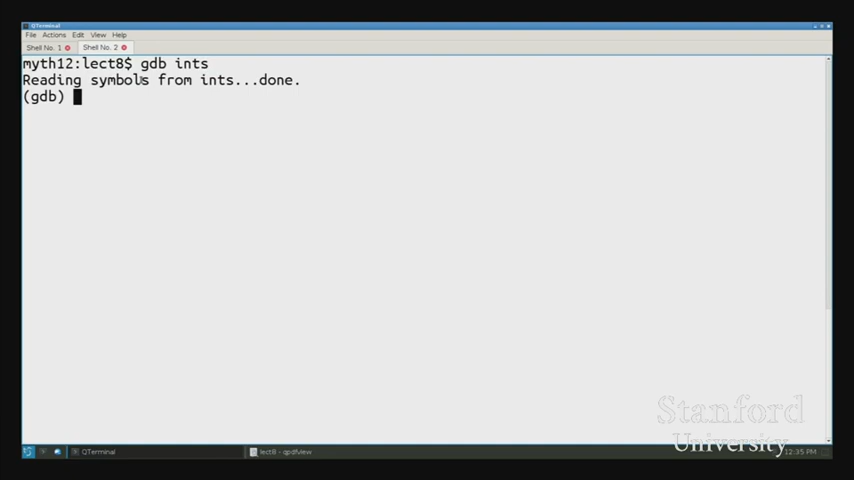 QTerminal
File Actions Edit View Help
Shell No. 1 Shell No. 2
myth12:lect8$ gdb ints
Reading symbols from ints...done.
(gdb)
Stanford
University
QTerminal lect8 - qpdfview 12:35 PM